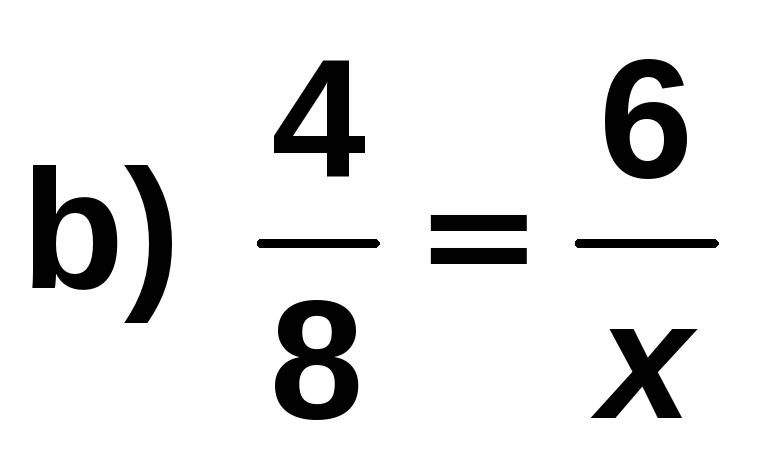 b) 4/8 = 6/x